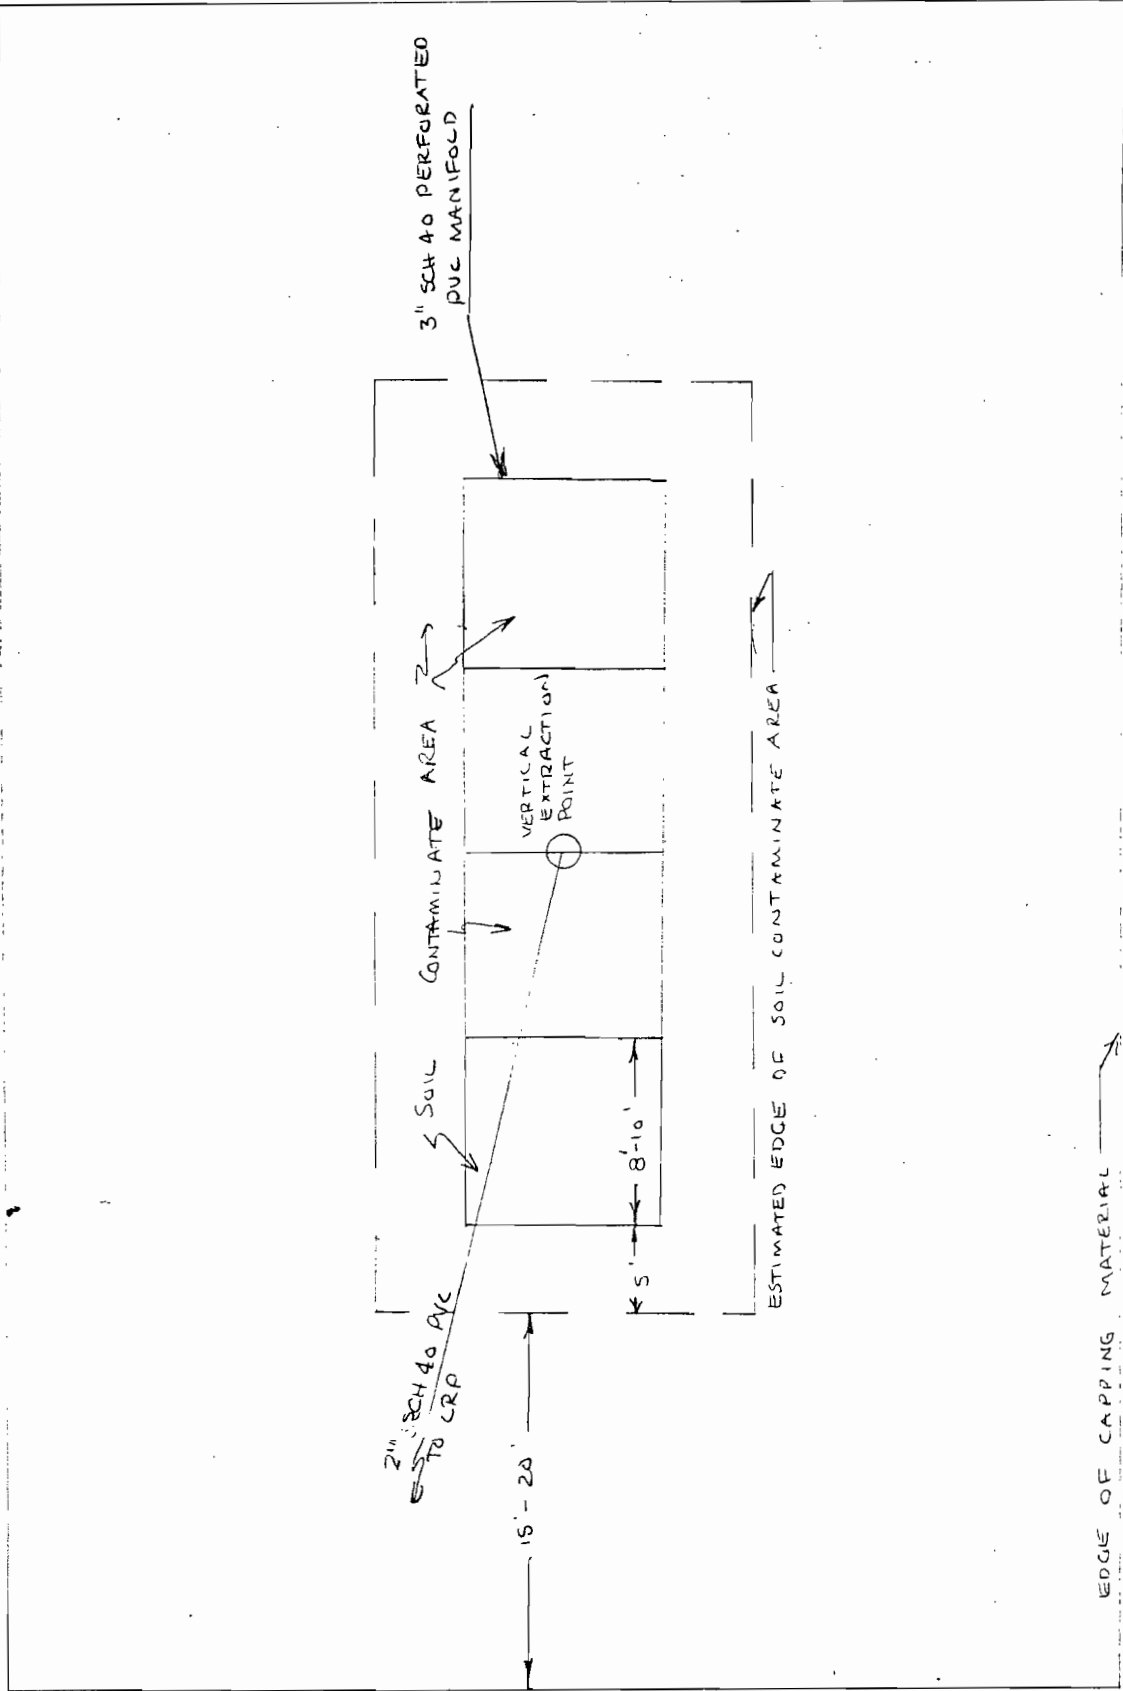 3" SCH 40 PERFORATED
PVC MANIFOLD
SOIL CONTAMINATE AREA
VERTICAL
EXTRACTION
POINT
2" SCH 40 PVC
TO CRP
5'
8'-10'
15'-20'
ESTIMATED EDGE OF SOIL CONTAMINATE AREA
EDGE OF CAPPING MATERIAL